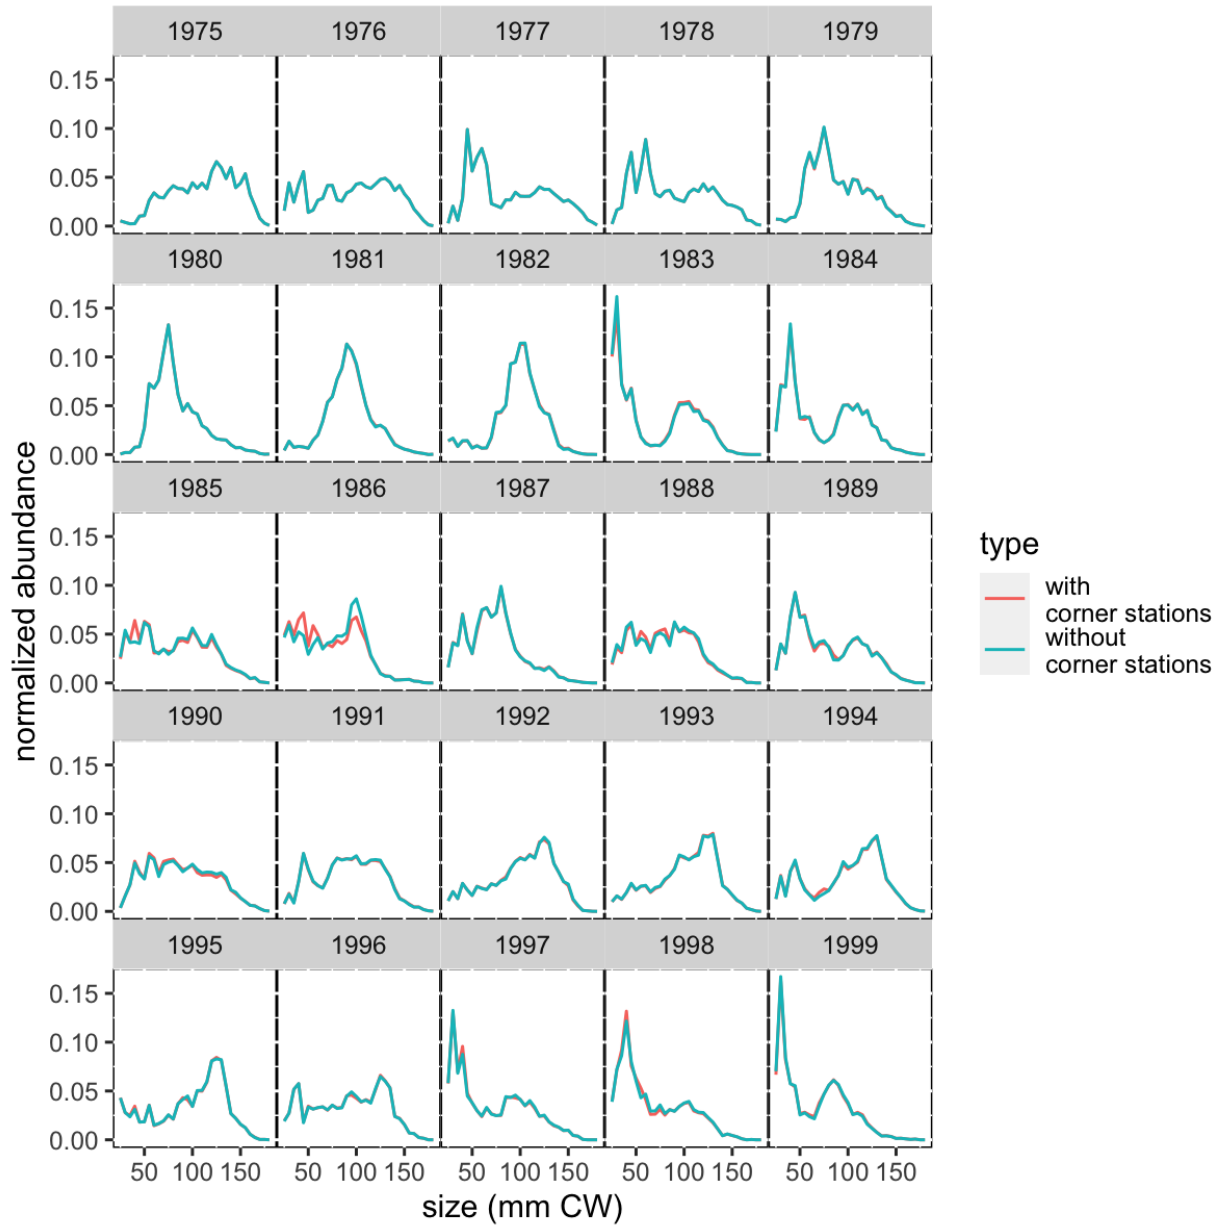 1975 1976 1977 1978 1979
0.15
0.10
0.05
0.00
1980 1981 1982 1983 1984
0.15
0.10
0.05
0.00
1985 1986 1987 1988 1989
0.15
0.10
0.05
0.00
1990 1991 1992 1993 1994
0.15
0.10
0.05
0.00
1995 1996 1997 1998 1999
0.15
0.10
0.05
0.00
50 100 150 50 100 150 50 100 150 50 100 150 50 100 150
size (mm CW)
normalized abundance
type
with
corner stations
without
corner stations